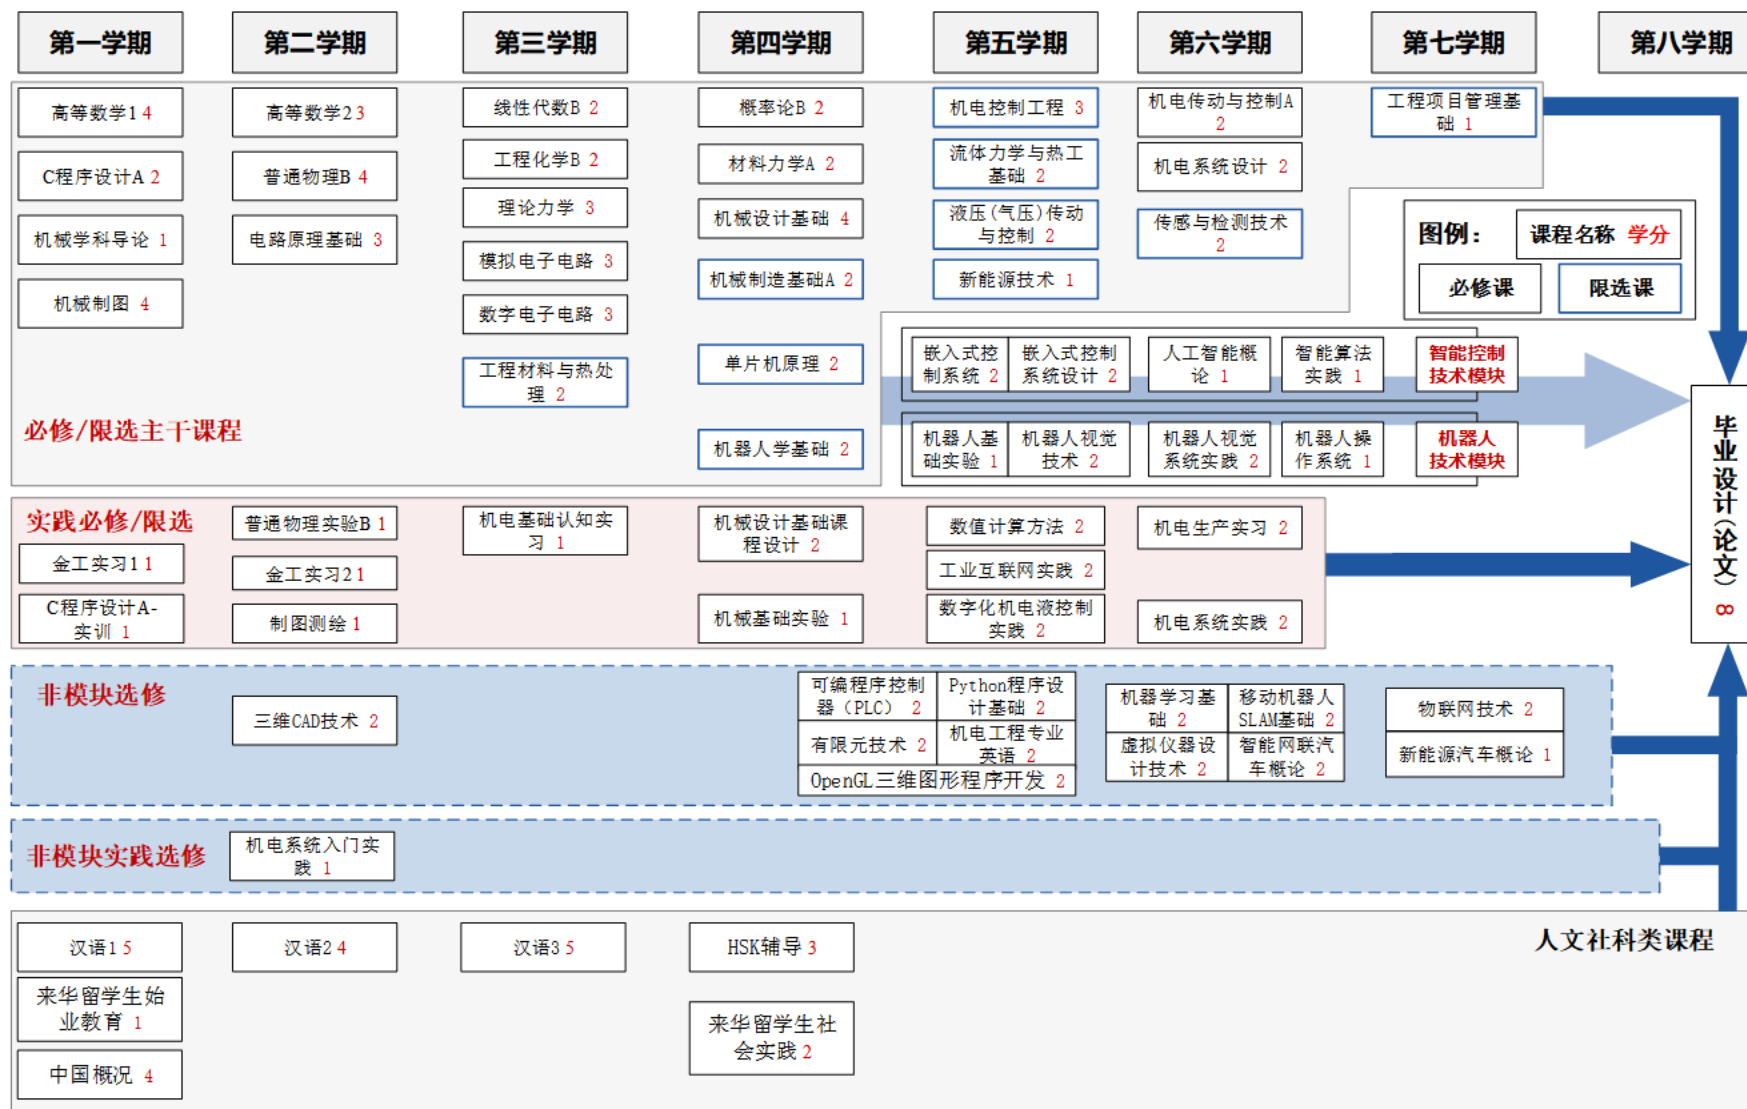 第一学期
第二学期
第三学期
第四学期
第五学期
第六学期
第七学期
第八学期
高等数学1 4
C程序设计A 2
机械学科导论 1
机械制图 4
高等数学2 3
普通物理B 4
电路原理基础 3
线性代数B 2
工程化学B 2
理论力学 3
模拟电子电路 3
数字电子电路 3
工程材料与热处
理 2
概率论B 2
材料力学A 2
机械设计基础 4
机械制造基础A 2
单片机原理 2
机器人学基础 2
机电控制工程 3
流体力学与热工
基础 2
液压(气压)传动
与控制 2
新能源技术 1
机电传动与控制A
2
机电系统设计 2
传感与检测技术
2
工程项目管理基
础 1
图例：
课程名称 学分
必修课
限选课
必修/限选主干课程
嵌入式控
制系统 2
嵌入式控制
系统设计 2
人工智能概
论 1
智能算法
实践 1
智能控制
技术模块
机器人基
础实验 1
机器人视觉
技术 2
机器人视觉
系统实践 2
机器人操
作系统 1
机器人
技术模块
毕业设计(论文) 8
实践必修/限选
金工实习1 1
C程序设计A-
实训 1
普通物理实验B 1
金工实习2 1
制图测绘 1
机电基础认知实
习 1
机械设计基础课
程设计 2
机械基础实验 1
数值计算方法 2
工业互联网实践 2
数字化机电液控制
实践 2
机电生产实习 2
机电系统实践 2
非模块选修
三维CAD技术 2
可编程序控制
器（PLC） 2
Python程序设
计基础 2
有限元技术 2
机电工程专业
英语 2
OpenGL三维图形程序开发 2
机器学习基
础 2
移动机器人
SLAM基础 2
虚拟仪器设
计技术 2
智能网联汽
车概论 2
物联网技术 2
新能源汽车概论 1
非模块实践选修
机电系统入门实
践 1
人文社科类课程
汉语1 5
来华留学生始
业教育 1
中国概况 4
汉语2 4
汉语3 5
HSK辅导 3
来华留学生社
会实践 2